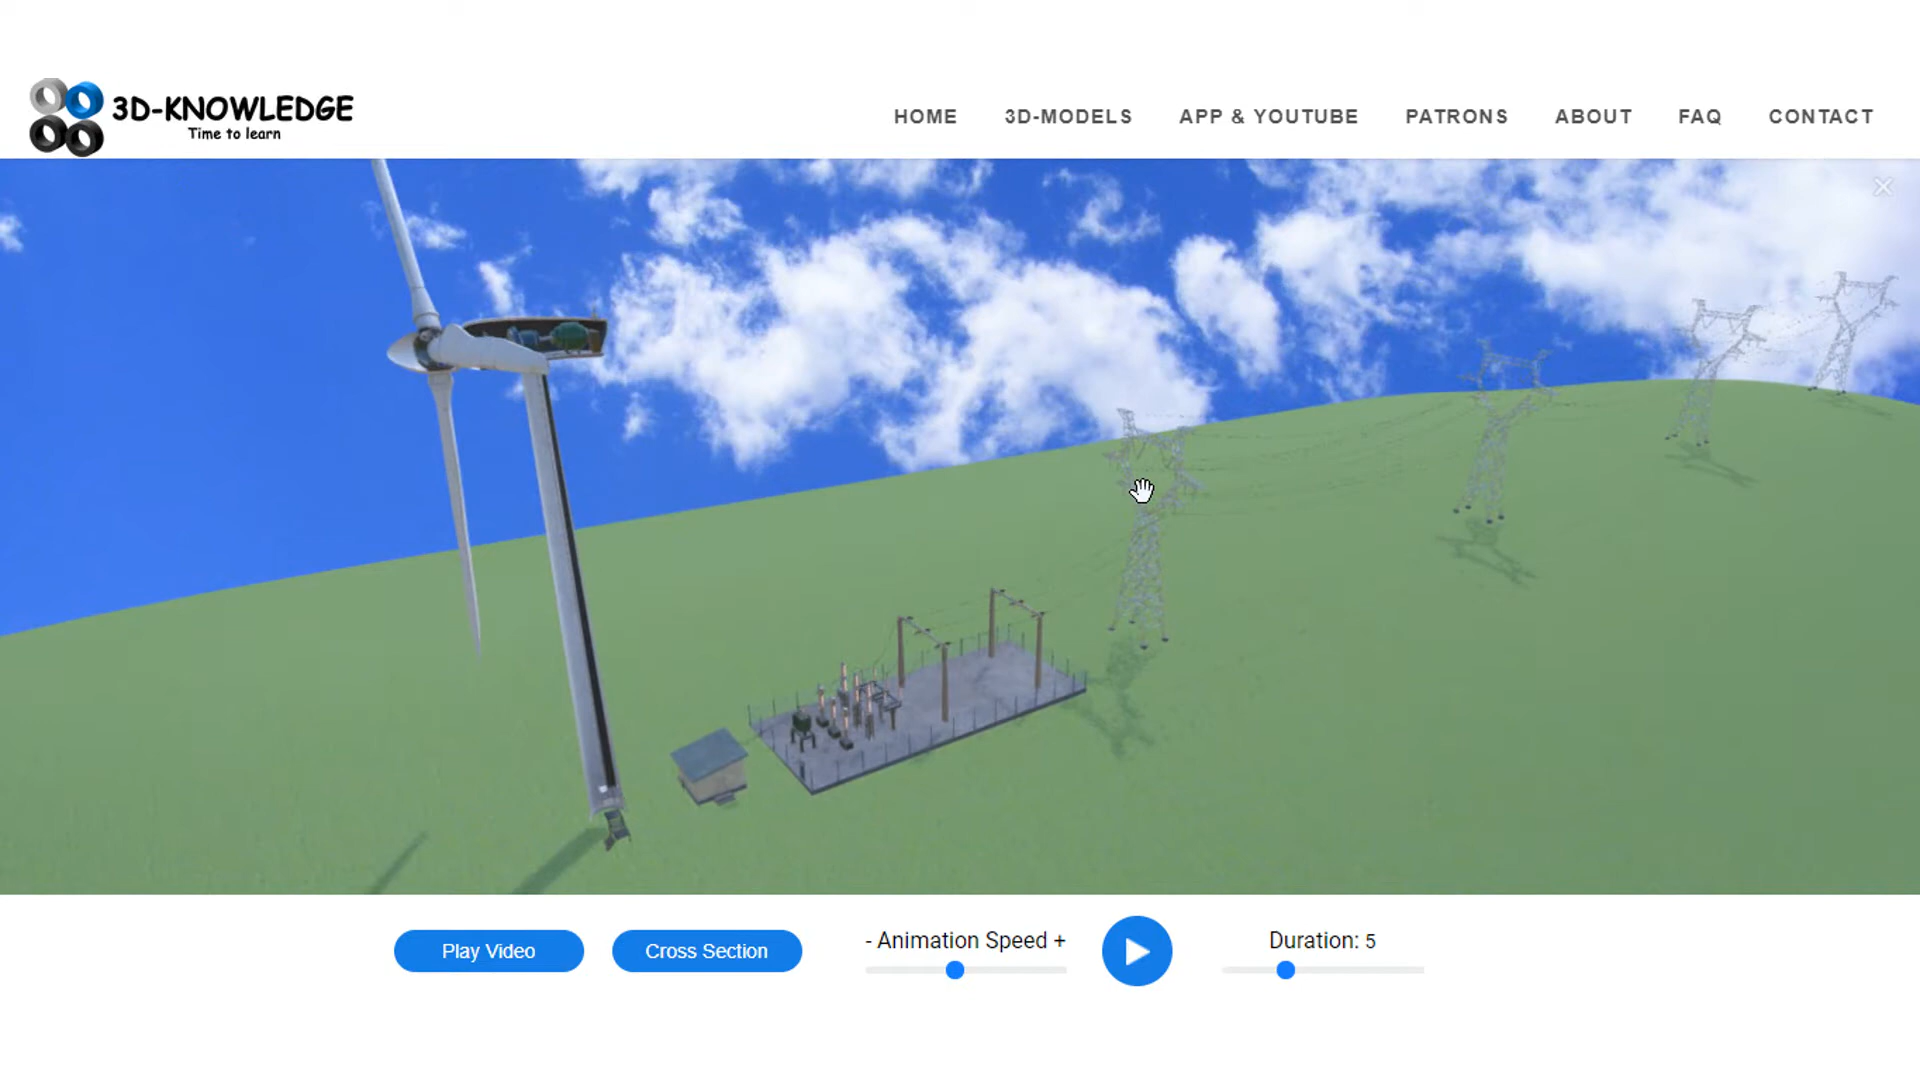 3D-KNOWLEDGE
Time to learn
HOME 3D-MODELS APP & YOUTUBE PATRONS ABOUT FAQ CONTACT
Play Video
Cross Section
- Animation Speed +
Duration: 5